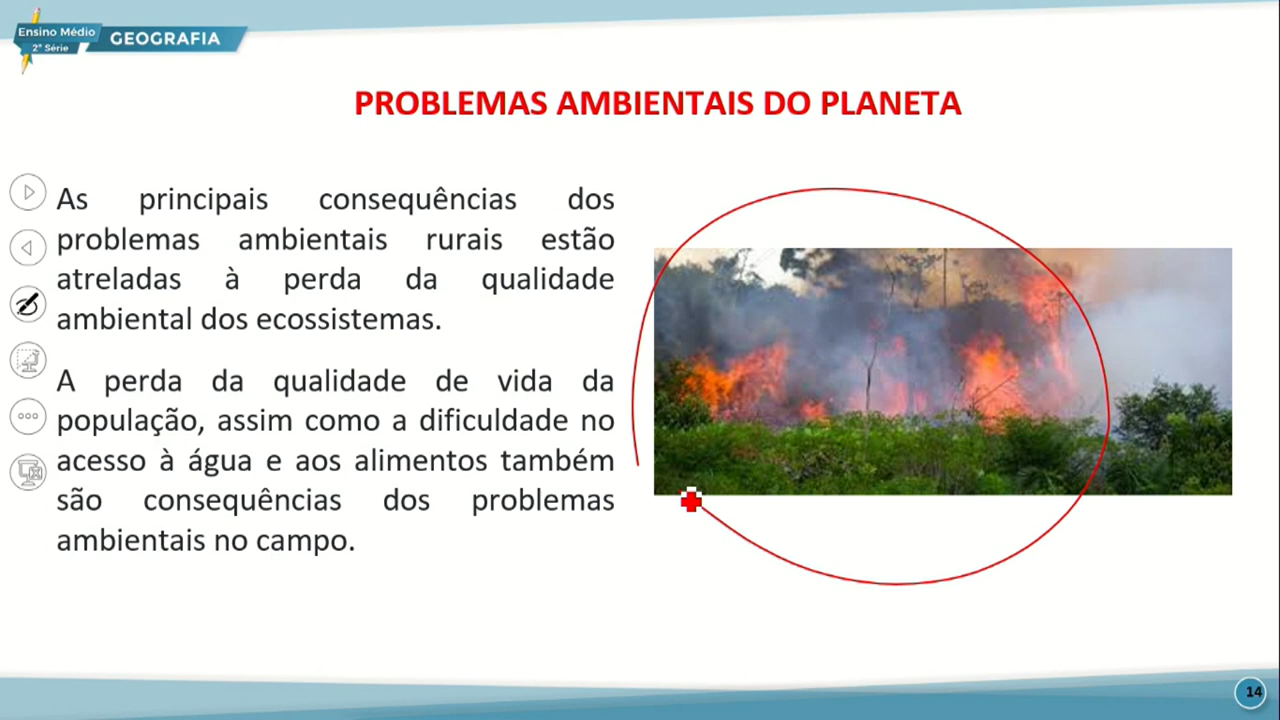 Ensino Médio
2ª Série
GEOGRAFIA
PROBLEMAS AMBIENTAIS DO PLANETA
As principais consequências dos
problemas ambientais rurais estão
atreladas à perda da qualidade
ambiental dos ecossistemas.
A perda da qualidade de vida da
população, assim como a dificuldade no
acesso à água e aos alimentos também
são consequências dos problemas
ambientais no campo.
14